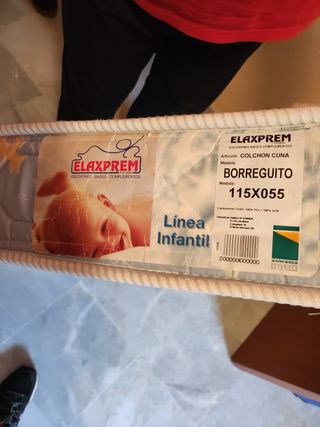 ELAXPREM
COLCHONES - BASES - COMPLEMENTOS
Línea
Infantil
ELAXPREM
COLCHONES BASES COMPLEMENTOS
Artículo: COLCHON CUNA
Modelo:
BORREGUITO
Medida:
115X055